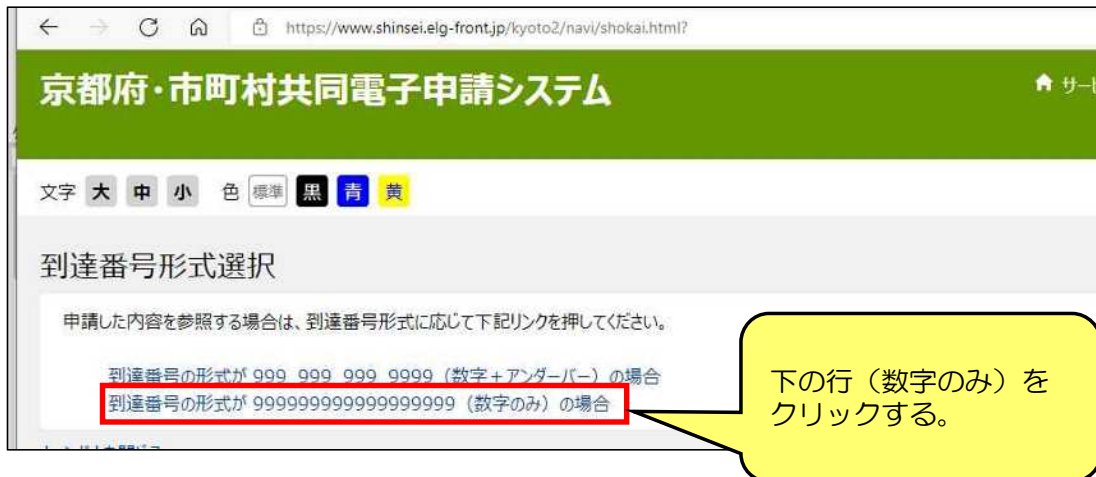 https://www.shinsei.elg-front.jp/kyoto2/navi/shokai.html?
京都府・市町村共同電子申請システム
サービ
文字 大 中 小 色 標準 黒 青 黄
到達番号形式選択
申請した内容を参照する場合は、到達番号形式に応じて下記リンクを押してください。
到達番号の形式が 999_999_999_9999（数字+アンダーバー）の場合
到達番号の形式が 999999999999999999（数字のみ）の場合
下の行（数字のみ）を
クリックする。